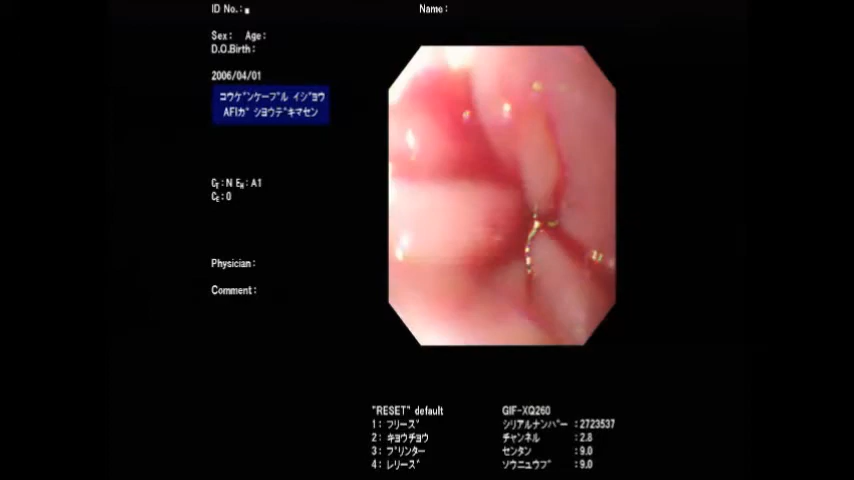 ID No.:
Name:
Sex: Age:
D.O.Birth:
2006/04/01
コウゲンケーブル イジョウ
AFIガ ショウデキマセン
CT:N EH:A1
CE:0
Physician:
Comment:
"RESET" default
1: フリーズ
2: キョウチョウ
3: プリンター
4: レリーズ
GIF-XQ260
シリアルナンバー :2723537
チャンネル :2.8
センタン :9.0
ソウニュウブ :9.0